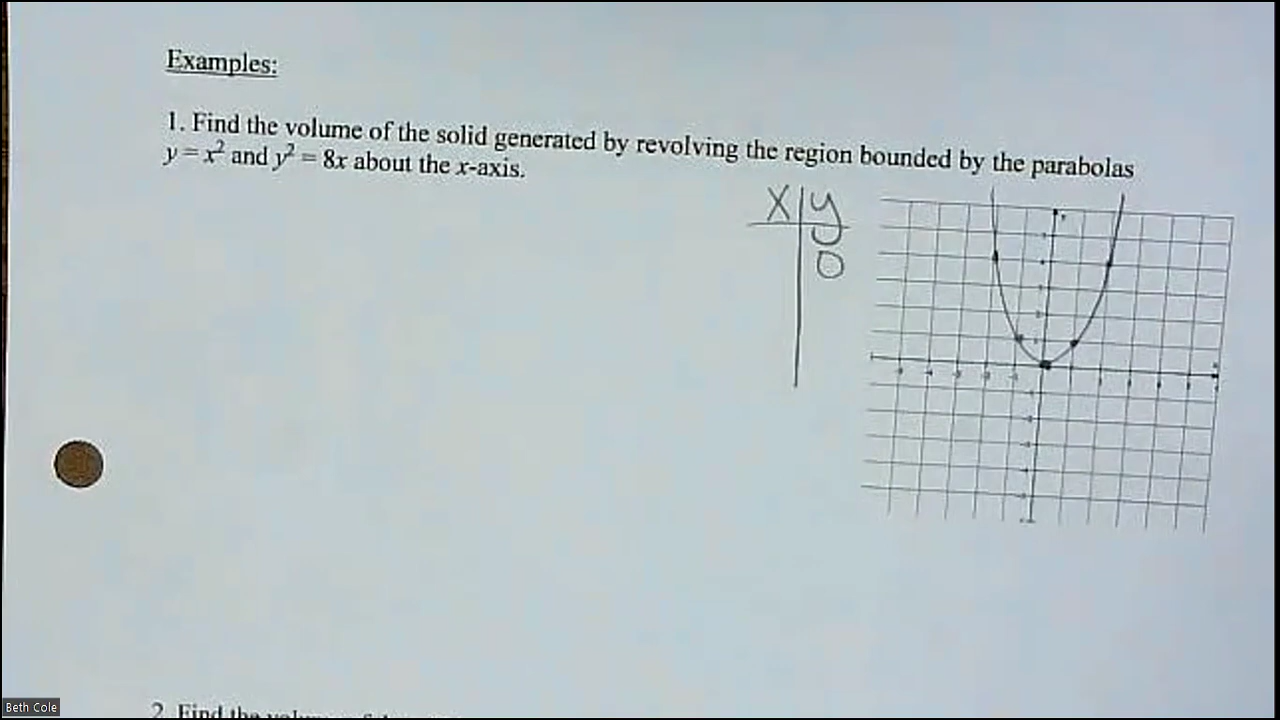 Examples:
1. Find the volume of the solid generated by revolving the region bounded by the parabolas
y = x² and y² = 8x about the x-axis.
x | y
0
2. Find the
Beth Cole